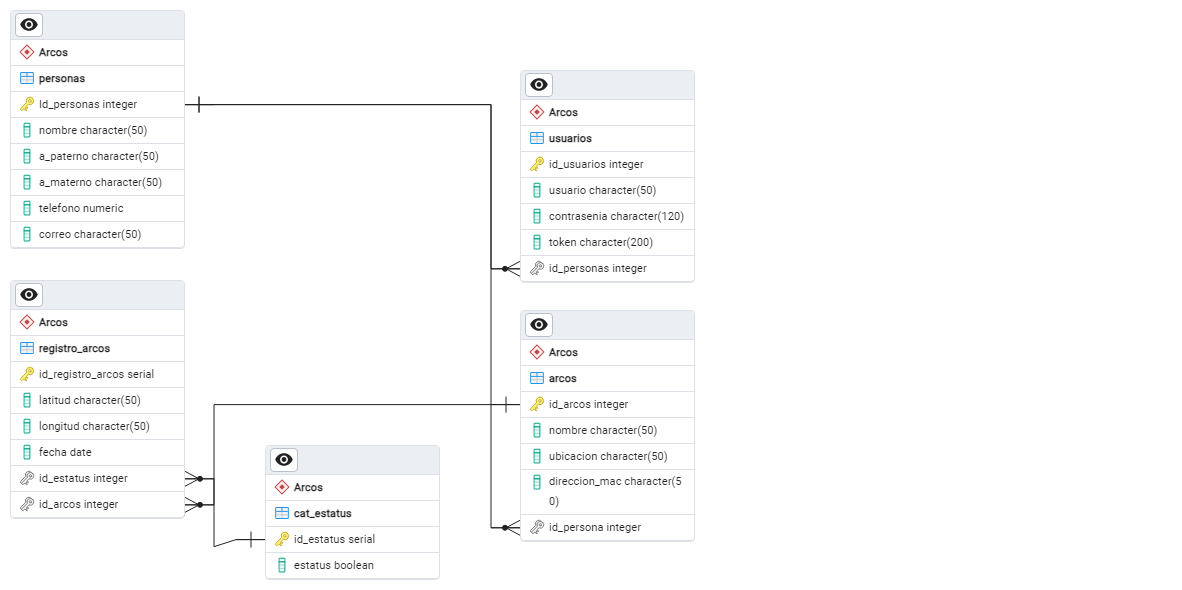 Arcos
personas
Id_personas integer
nombre character(50)
a_paterno character(50)
a_materno character(50)
telefono numeric
correo character(50)
Arcos
usuarios
id_usuarios integer
usuario character(50)
contrasenia character(120)
token character(200)
id_personas integer
Arcos
registro_arcos
id_registro_arcos serial
latitud character(50)
longitud character(50)
fecha date
id_estatus integer
id_arcos integer
Arcos
arcos
id_arcos integer
nombre character(50)
ubicacion character(50)
direccion_mac character(5
0)
id_persona integer
Arcos
cat_estatus
id_estatus serial
estatus boolean